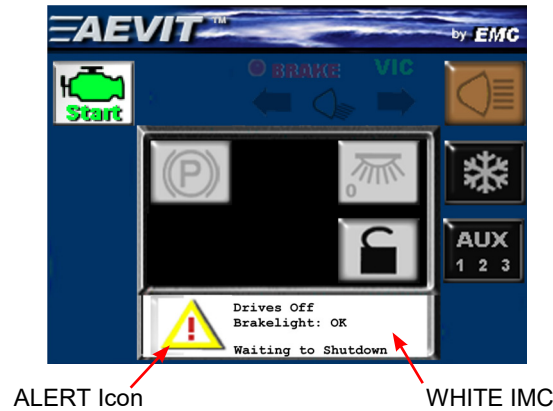 AEVIT ™
by EMC
BRAKE VIC
Start
P
0
AUX
1 2 3
Drives Off
Brakelight: OK
Waiting to Shutdown
ALERT Icon
WHITE IMC